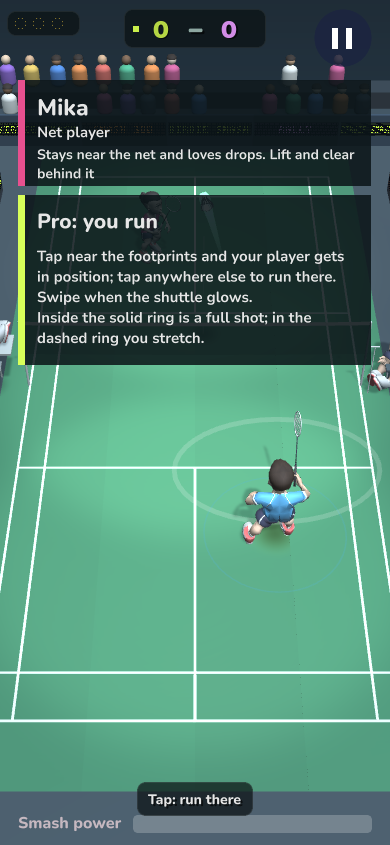 0 – 0
Mika
Net player
Stays near the net and loves drops. Lift and clear
behind it
Pro: you run
Tap near the footprints and your player gets
in position; tap anywhere else to run there.
Swipe when the shuttle glows.
Inside the solid ring is a full shot; in the
dashed ring you stretch.
Tap: run there
Smash power